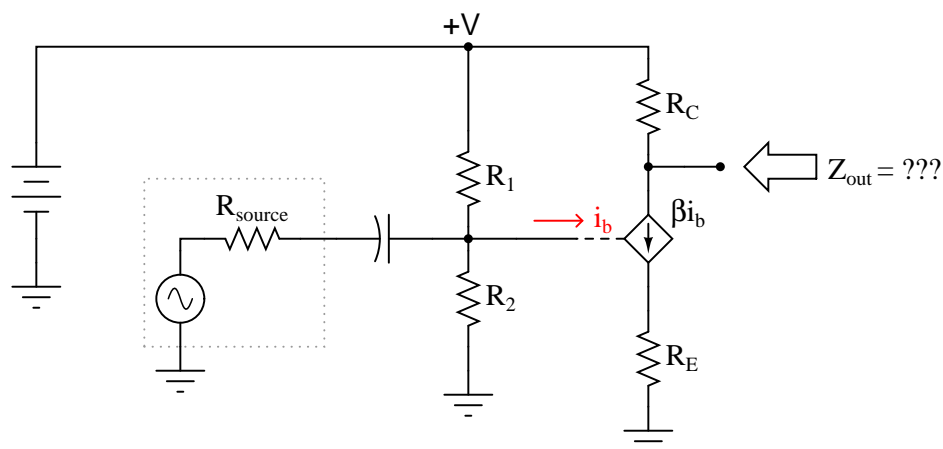 +V
R_C
Z_out = ???
R_1
R_source
i_b
βi_b
R_2
R_E